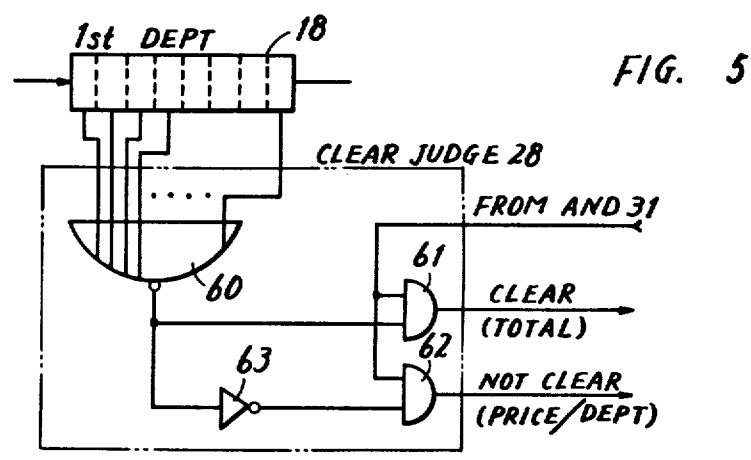 1st DEPT 18
FIG. 5
CLEAR JUDGE 28
FROM AND 31
60
61
CLEAR
(TOTAL)
62
63
NOT CLEAR
(PRICE/DEPT)